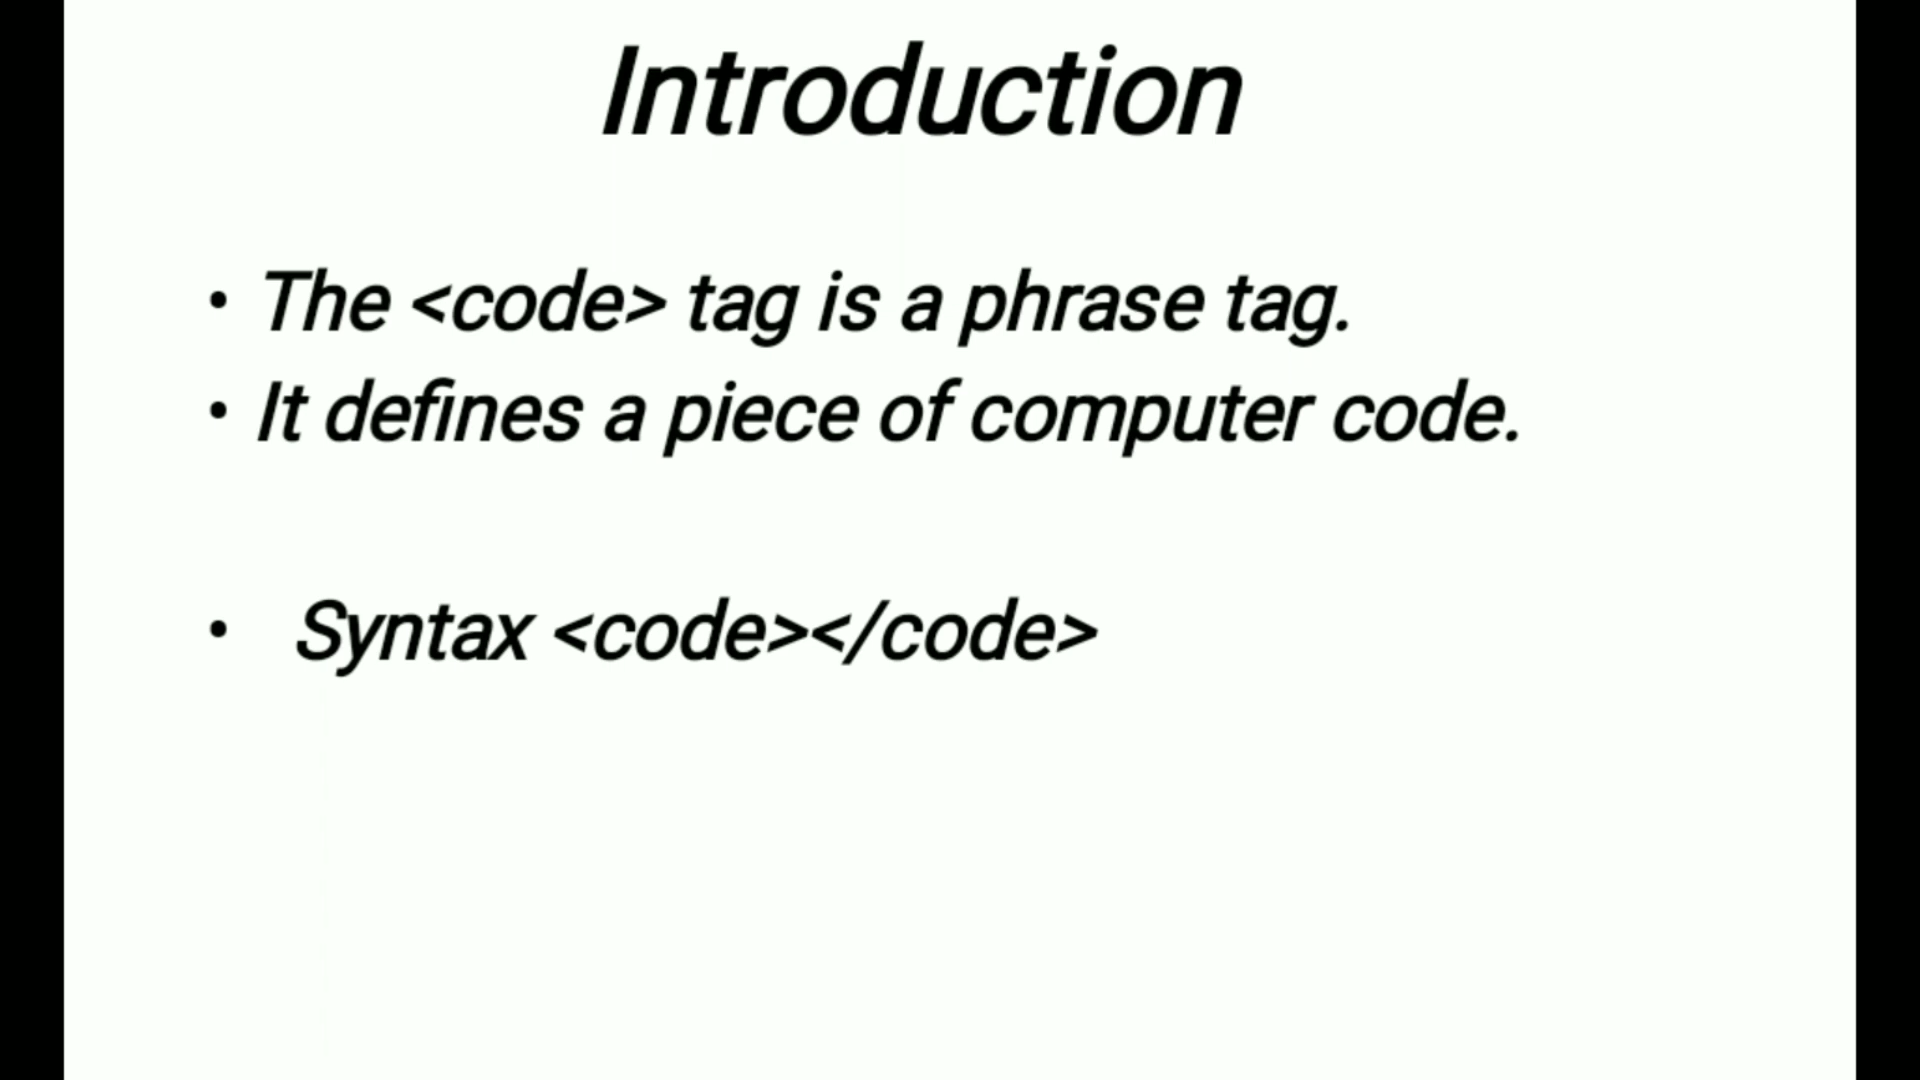 Introduction
• The <code> tag is a phrase tag.
• It defines a piece of computer code.
• Syntax <code></code>